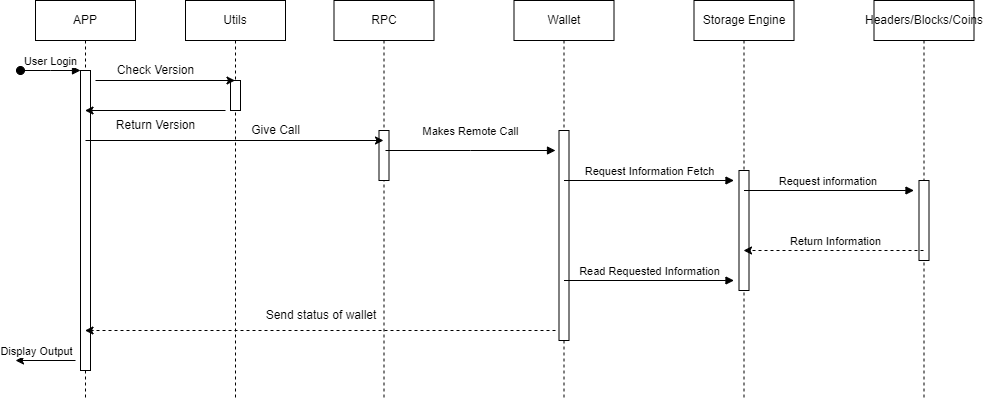 APP
Utils
RPC
Wallet
Storage Engine
Headers/Blocks/Coins
User Login
Check Version
Return Version
Give Call
Makes Remote Call
Request Information Fetch
Request information
Return Information
Read Requested Information
Send status of wallet
Display Output